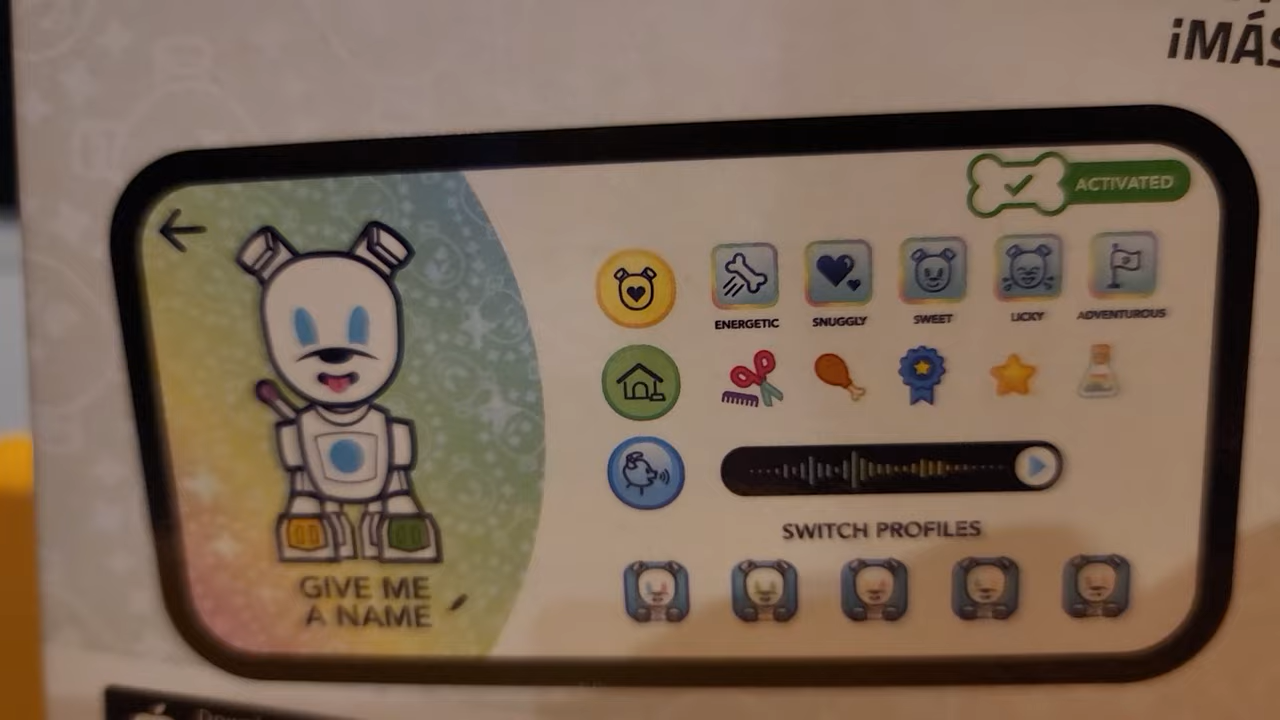 ¡MÁS
ACTIVATED
ENERGETIC
SNUGGLY
SWEET
LICKY
ADVENTUROUS
SWITCH PROFILES
GIVE ME
A NAME